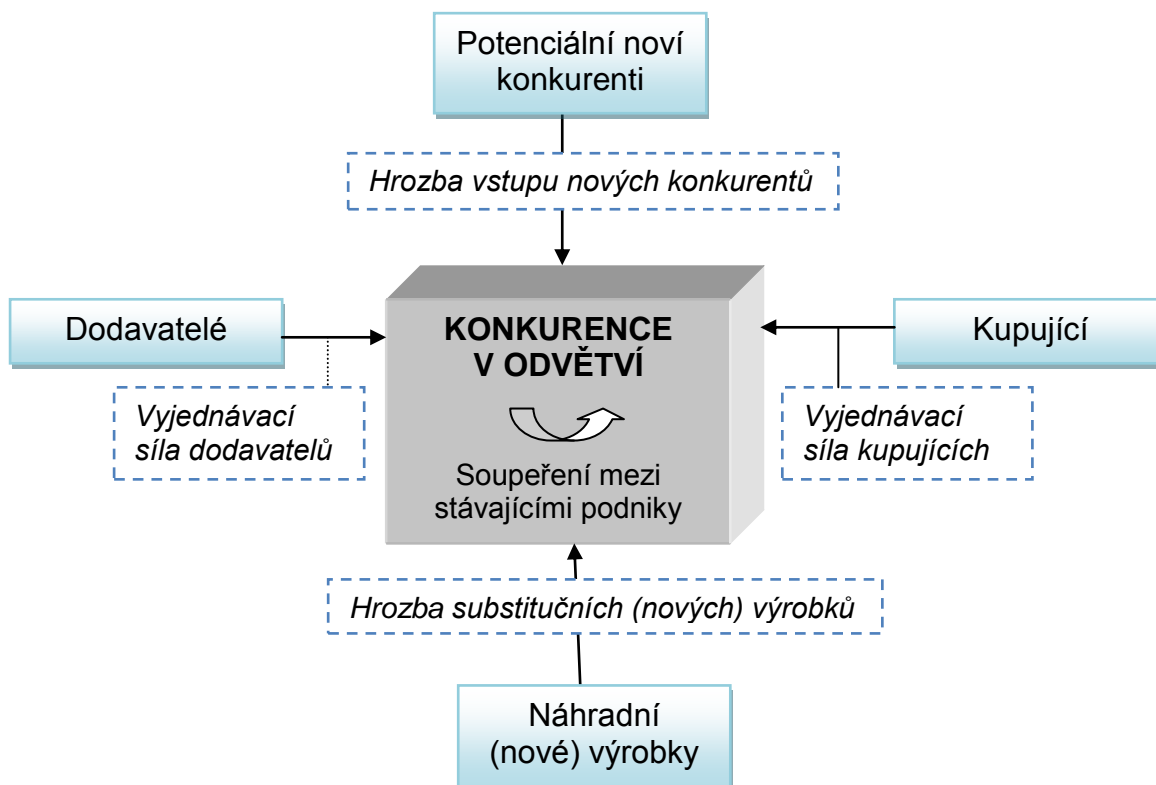 Potenciální noví
konkurenti
Hrozba vstupu nových konkurentů
Dodavatelé
KONKURENCE
V ODVĚTVÍ
Kupující
Vyjednávací
síla dodavatelů
Vyjednávací
síla kupujících
Soupeření mezi
stávajícími podniky
Hrozba substitučních (nových) výrobků
Náhradní
(nové) výrobky